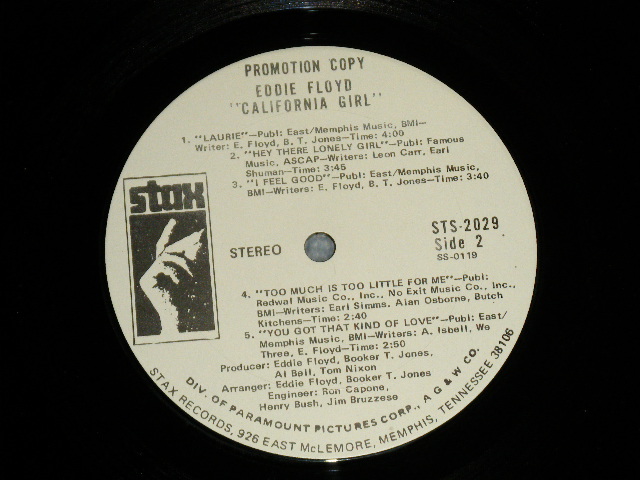 PROMOTION COPY
EDDIE FLOYD
"CALIFORNIA GIRL"
1. "LAURIE"—Publ: East/Memphis Music, BMI—
Writer: E. Floyd, B. T. Jones—Time: 4:00
2. "HEY THERE LONELY GIRL"—Publ: Famous
Music, ASCAP—Writers: Leon Carr, Earl
Shuman—Time: 3:45
3. "I FEEL GOOD"—Publ: East/Memphis Music,
BMI—Writers: E. Floyd, B. T. Jones—Time: 3:40
stax
STEREO
STS-2029
Side 2
SS-0119
4. "TOO MUCH IS TOO LITTLE FOR ME"—Publ:
Redwal Music Co., Inc., No Exit Music Co., Inc.,
BMI—Writers: Earl Simms, Alan Osborne, Butch
Kitchens—Time: 2:40
5. "YOU GOT THAT KIND OF LOVE"—Publ: East/
Memphis Music, BMI—Writers: A. Isbell, We
Three, E. Floyd—Time: 2:50
Producer: Eddie Floyd, Booker T. Jones,
Al Bell, Tom Nixon
Arranger: Eddie Floyd, Booker T. Jones
Engineer: Ron Capone,
Henry Bush, Jim Bruzzese
DIV. OF PARAMOUNT PICTURES CORP., A G & W CO.
STAX RECORDS, 926 EAST McLEMORE, MEMPHIS, TENNESSEE 38106